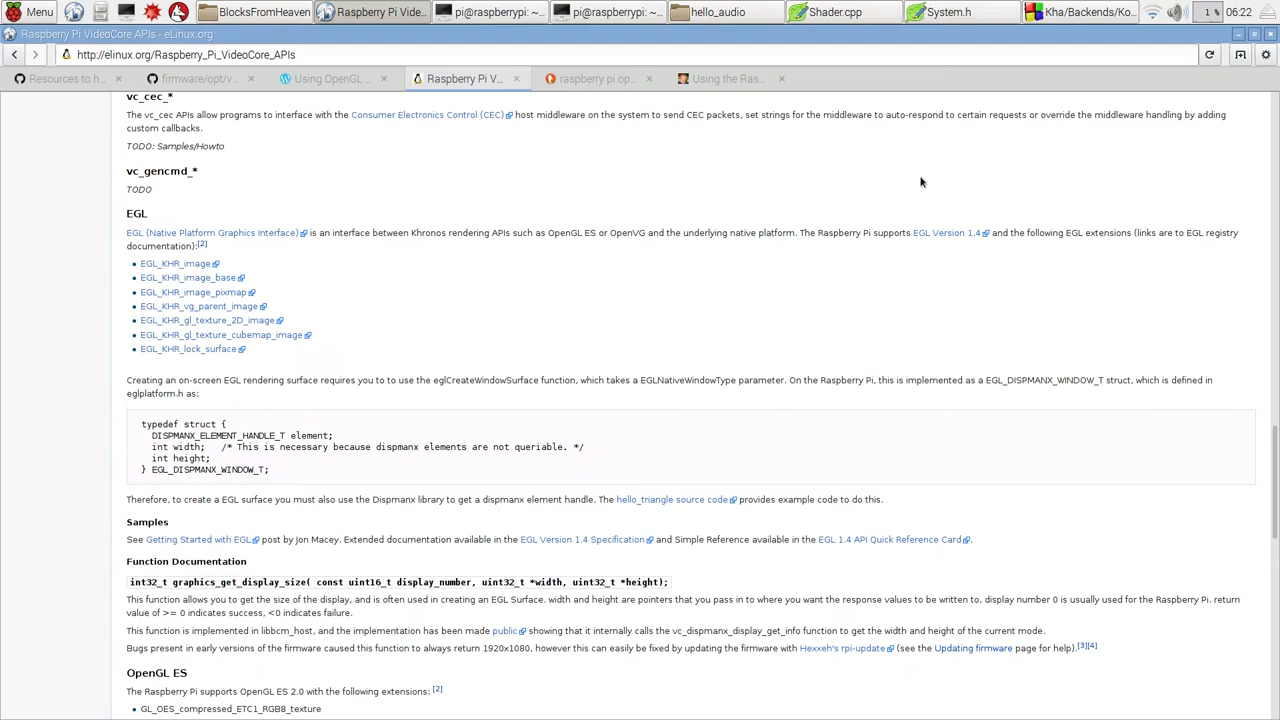 Menu
BlocksFromHeaven
Raspberry Pi Vide...
pi@raspberrypi: ~...
pi@raspberrypi: ~...
hello_audio
Shader.cpp
System.h
Kha/Backends/Ko...
1 %
06:22
Raspberry Pi VideoCore APIs - eLinux.org
http://elinux.org/Raspberry_Pi_VideoCore_APIs
Resources to h...
firmware/opt/v...
Using OpenGL ...
Raspberry Pi V...
raspberry pi op...
Using the Ras...
vc_cec_*
The vc_cec APIs allow programs to interface with the Consumer Electronics Control (CEC) host middleware on the system to send CEC packets, set strings for the middleware to auto-respond to certain requests or override the middleware handling by adding
custom callbacks.
TODO: Samples/Howto
vc_gencmd_*
TODO
EGL
EGL (Native Platform Graphics Interface) is an interface between Khronos rendering APIs such as OpenGL ES or OpenVG and the underlying native platform. The Raspberry Pi supports EGL Version 1.4 and the following EGL extensions (links are to EGL registry
documentation):[2]
• EGL_KHR_image
• EGL_KHR_image_base
• EGL_KHR_image_pixmap
• EGL_KHR_vg_parent_image
• EGL_KHR_gl_texture_2D_image
• EGL_KHR_gl_texture_cubemap_image
• EGL_KHR_lock_surface
Creating an on-screen EGL rendering surface requires you to to use the eglCreateWindowSurface function, which takes a EGLNativeWindowType parameter. On the Raspberry Pi, this is implemented as a EGL_DISPMANX_WINDOW_T struct, which is defined in
eglplatform.h as:
typedef struct {
DISPMANX_ELEMENT_HANDLE_T element;
int width; /* This is necessary because dispmanx elements are not queriable. */
int height;
} EGL_DISPMANX_WINDOW_T;
Therefore, to create a EGL surface you must also use the Dispmanx library to get a dispmanx element handle. The hello_triangle source code provides example code to do this.
Samples
See Getting Started with EGL post by Jon Macey. Extended documentation available in the EGL Version 1.4 Specification and Simple Reference available in the EGL 1.4 API Quick Reference Card.
Function Documentation
int32_t graphics_get_display_size( const uint16_t display_number, uint32_t *width, uint32_t *height);
This function allows you to get the size of the display, and is often used in creating an EGL Surface. width and height are pointers that you pass in to where you want the response values to be written to, display number 0 is usually used for the Raspberry Pi. return
value of >= 0 indicates success, <0 indicates failure.
This function is implemented in libbcm_host, and the implementation has been made public showing that it internally calls the vc_dispmanx_display_get_info function to get the width and height of the current mode.
Bugs present in early versions of the firmware caused this function to always return 1920x1080, however this can easily be fixed by updating the firmware with Hexxeh's rpi-update (see the Updating firmware page for help).[3][4]
OpenGL ES
The Raspberry Pi supports OpenGL ES 2.0 with the following extensions: [2]
• GL_OES_compressed_ETC1_RGB8_texture